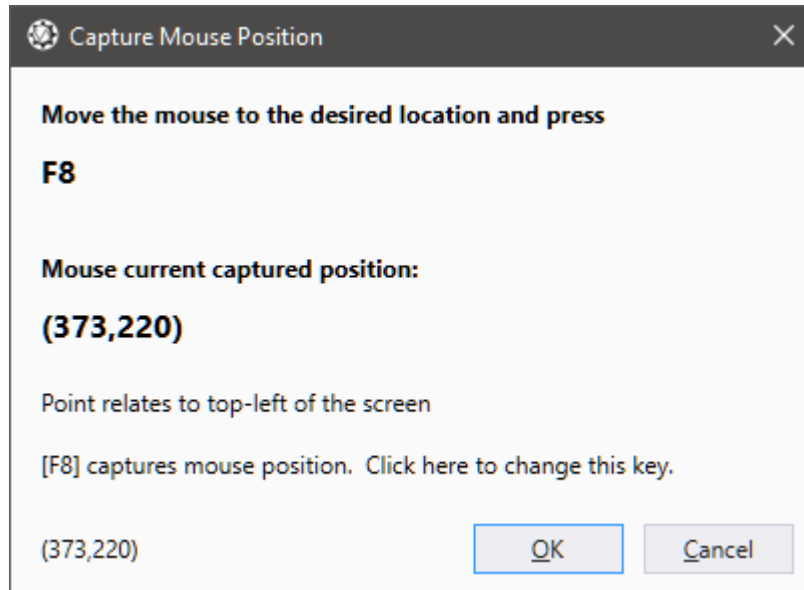 Capture Mouse Position
Move the mouse to the desired location and press
F8
Mouse current captured position:
(373,220)
Point relates to top-left of the screen
[F8] captures mouse position.  Click here to change this key.
(373,220)
OK
Cancel